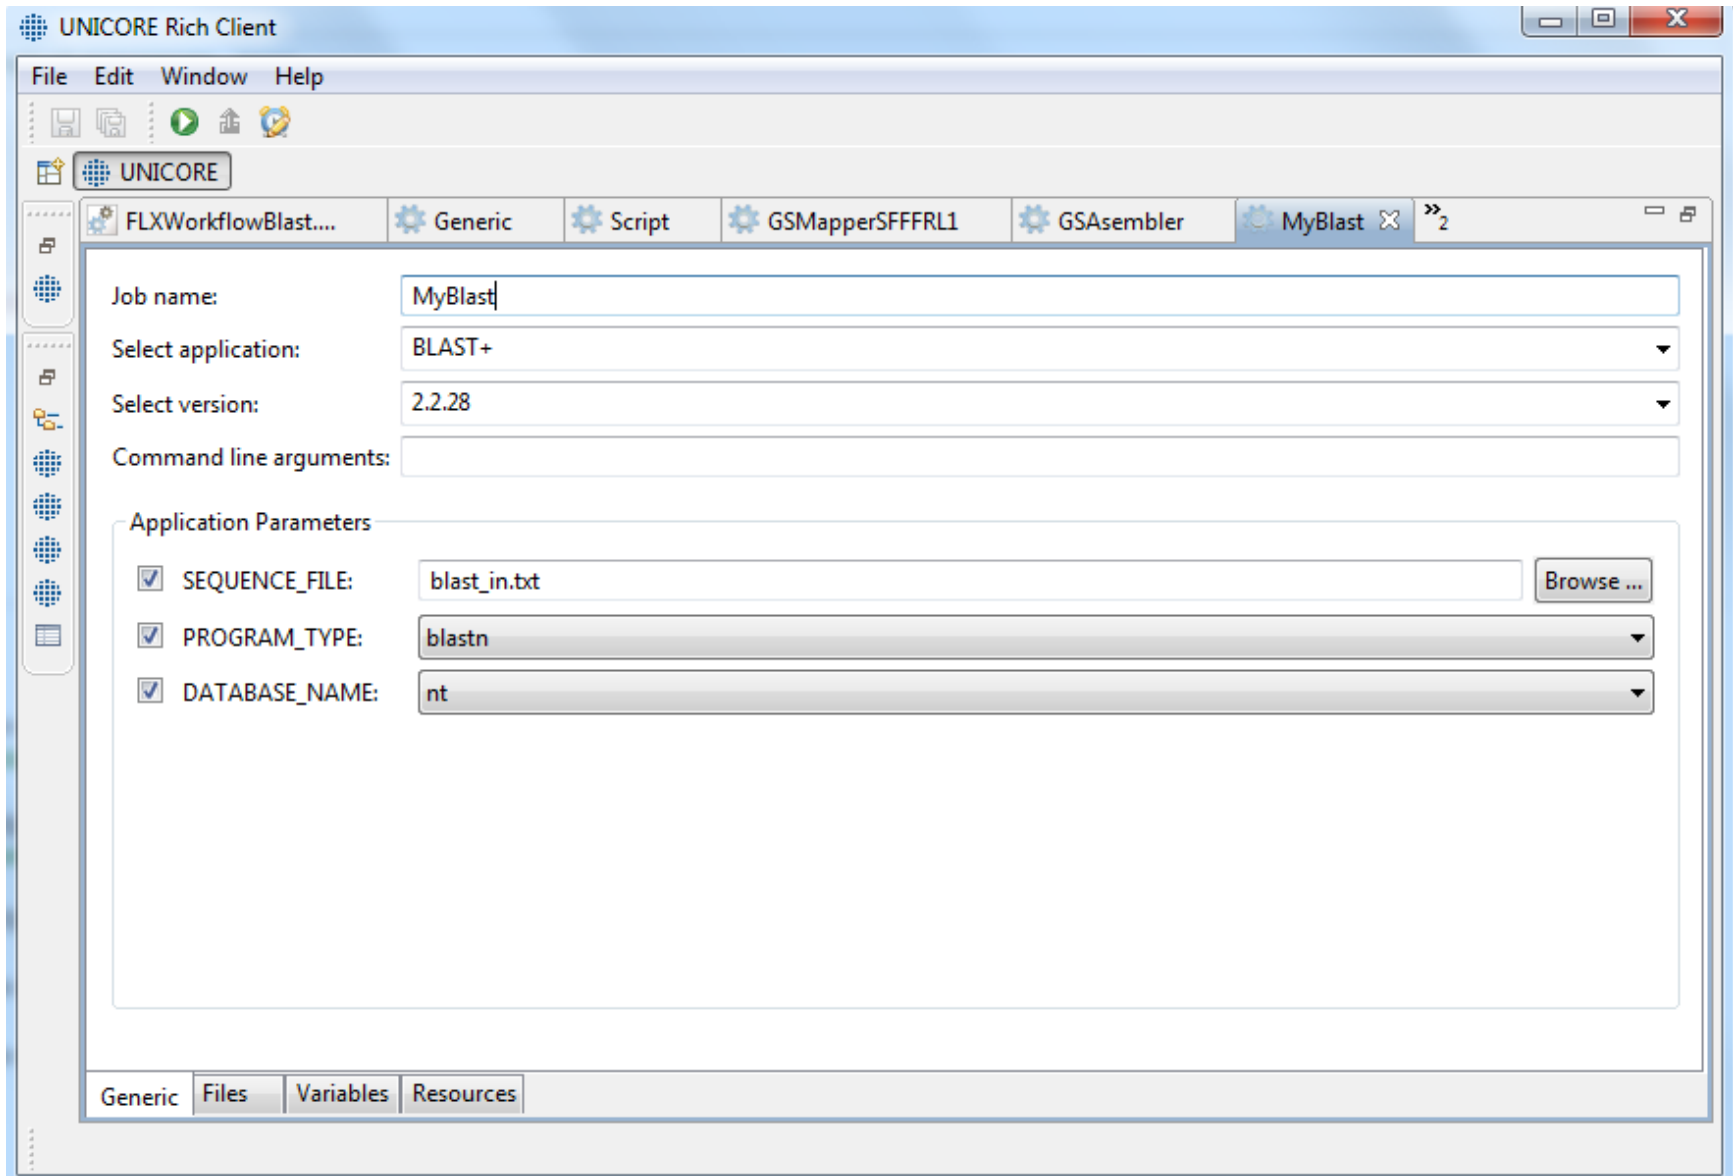 UNICORE Rich Client
File Edit Window Help
UNICORE
FLXWorkflowBlast.... Generic Script GSMapperSFFFRL1 GSAsembler MyBlast »2
Job name: MyBlast
Select application: BLAST+
Select version: 2.2.28
Command line arguments:
Application Parameters
SEQUENCE_FILE: blast_in.txt Browse ...
PROGRAM_TYPE: blastn
DATABASE_NAME: nt
Generic Files Variables Resources